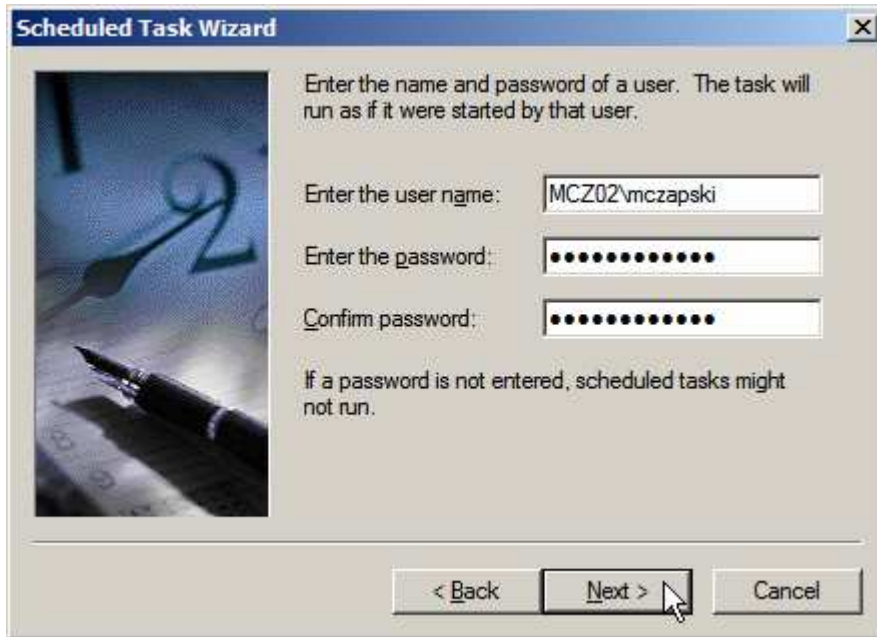 Scheduled Task Wizard
Enter the name and password of a user. The task will
run as if it were started by that user.
Enter the user name: MCZ02\mczapski
Enter the password: ●●●●●●●●●●●●
Confirm password: ●●●●●●●●●●●●
If a password is not entered, scheduled tasks might
not run.
< Back Next > Cancel